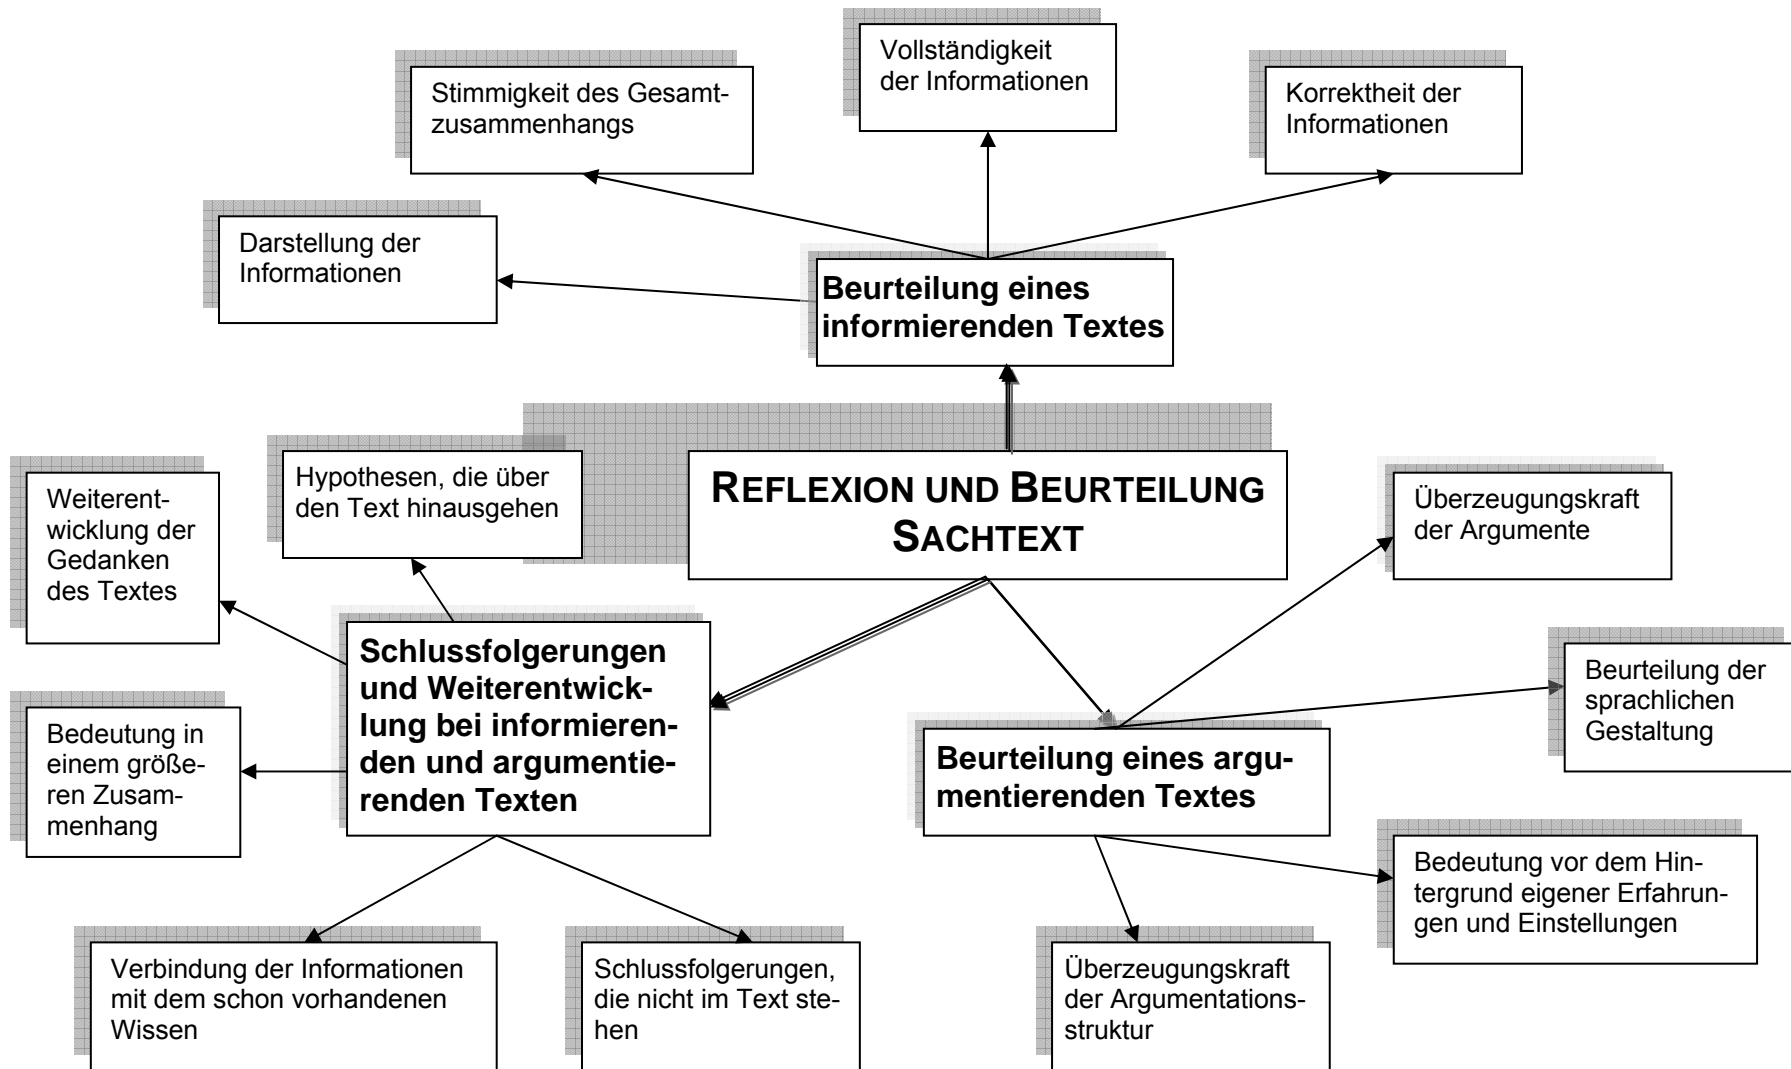 Vollständigkeit
der Informationen
Stimmigkeit des Gesamt-
zusammenhangs
Korrektheit der
Informationen
Darstellung der
Informationen
Beurteilung eines
informierenden Textes
REFLEXION UND BEURTEILUNG
SACHTEXT
Hypothesen, die über
den Text hinausgehen
Weiterent-
wicklung der
Gedanken
des Textes
Überzeugungskraft
der Argumente
Schlussfolgerungen
und Weiterentwick-
lung bei informieren-
den und argumentie-
renden Texten
Beurteilung der
sprachlichen
Gestaltung
Bedeutung in
einem größe-
ren Zusam-
menhang
Beurteilung eines argu-
mentierenden Textes
Bedeutung vor dem Hin-
tergrund eigener Erfahrun-
gen und Einstellungen
Verbindung der Informationen
mit dem schon vorhandenen
Wissen
Schlussfolgerungen,
die nicht im Text ste-
hen
Überzeugungskraft
der Argumentations-
struktur